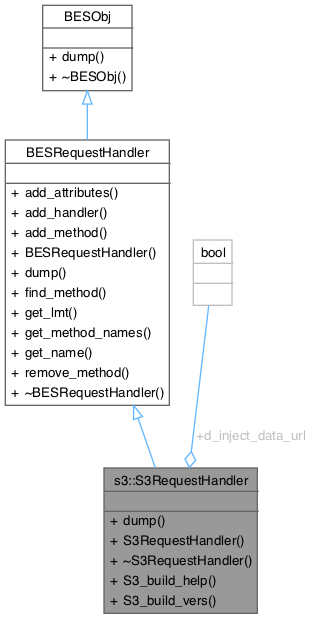 BESObj
+ dump()
+ ~BESObj()
BESRequestHandler
+ add_attributes()
+ add_handler()
+ add_method()
+ BESRequestHandler()
+ dump()
+ find_method()
+ get_lmt()
+ get_method_names()
+ get_name()
+ remove_method()
+ ~BESRequestHandler()
bool
+d_inject_data_url
s3::S3RequestHandler
+ dump()
+ S3RequestHandler()
+ ~S3RequestHandler()
+ S3_build_help()
+ S3_build_vers()